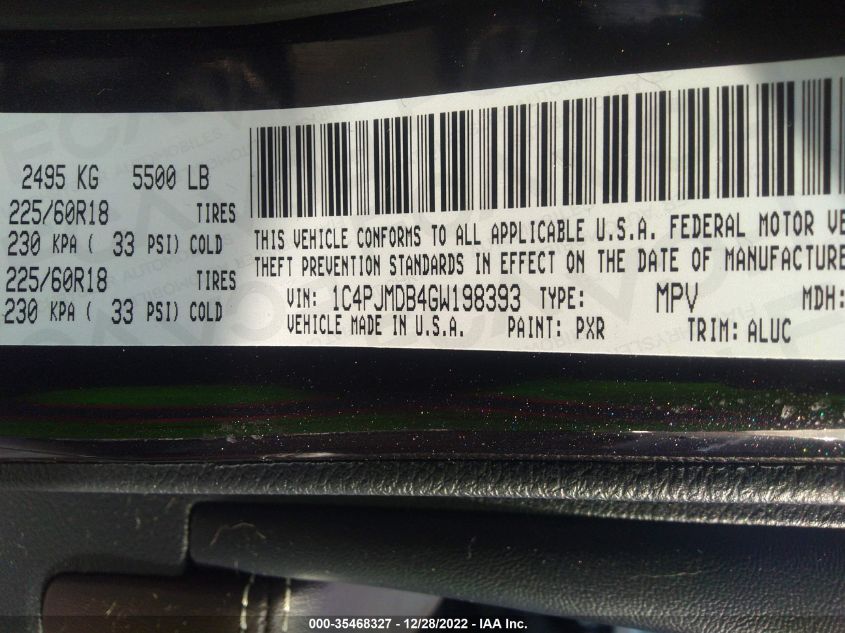 2495 KG 5500 LB
225/60R18 TIRES
230 KPA ( 33 PSI) COLD
225/60R18 TIRES
230 KPA ( 33 PSI) COLD
THIS VEHICLE CONFORMS TO ALL APPLICABLE U.S.A. FEDERAL MOTOR VE
THEFT PREVENTION STANDARDS IN EFFECT ON THE DATE OF MANUFACTURE
VIN: 1C4PJMDB4GW198393 TYPE: MPV MDH:
VEHICLE MADE IN U.S.A. PAINT: PXR TRIM: ALUC
000-35468327 - 12/28/2022 - IAA Inc.